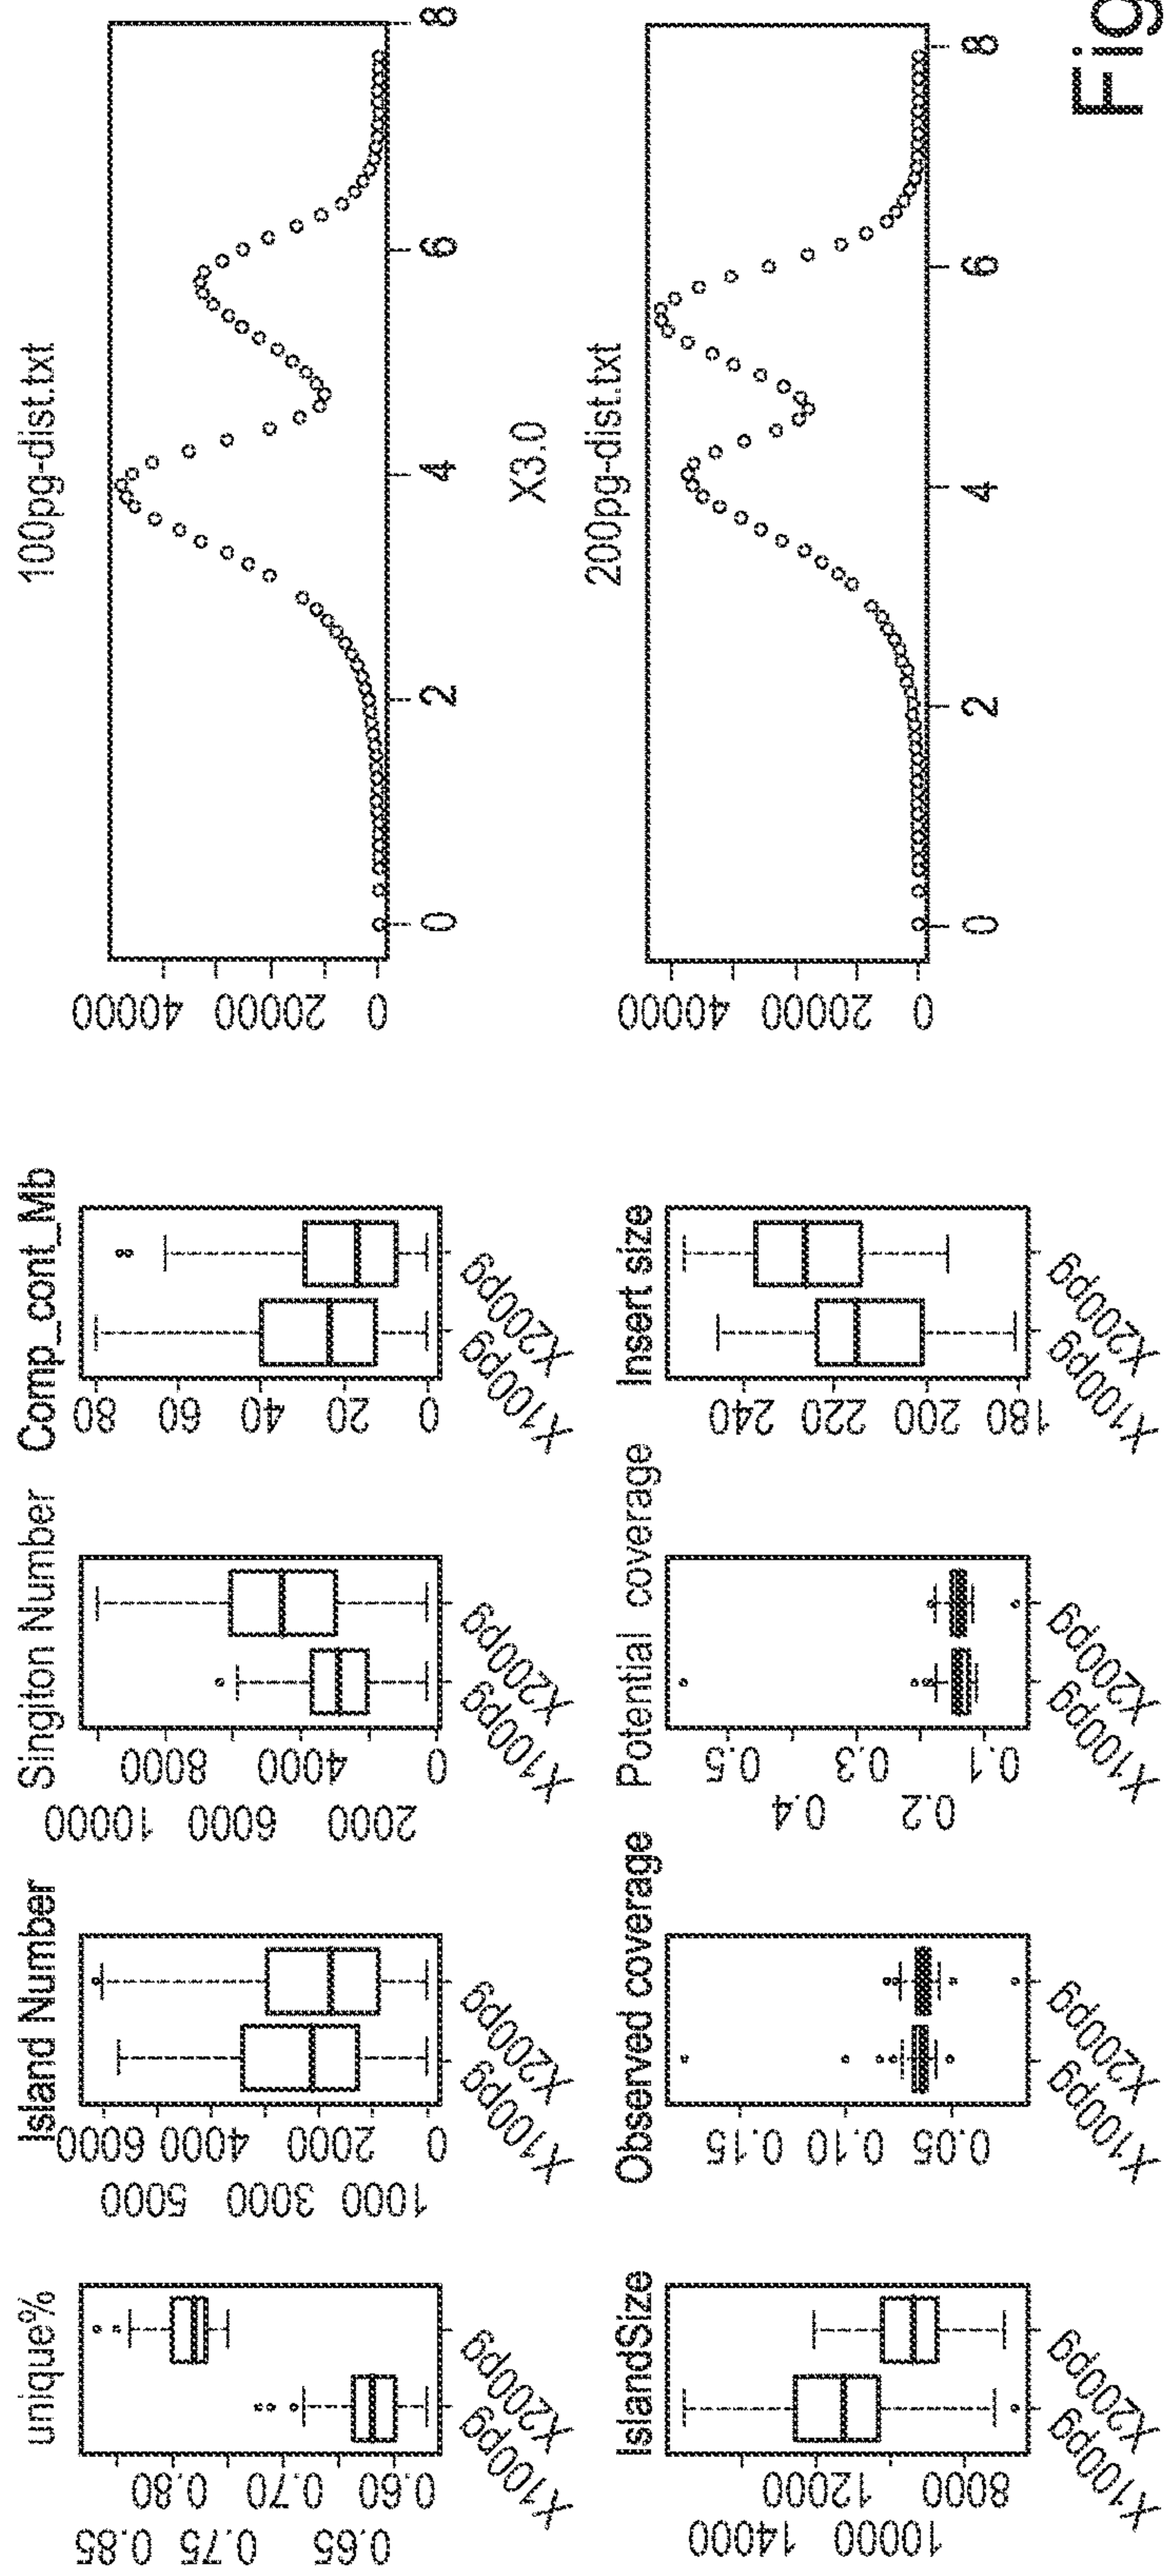 unique%
0.85
0.80
0.75
0.70
0.65
0.60
X100pg
X200pg
Island Number
6000
5000
4000
3000
2000
1000
0
X100pg
X200pg
Singlton Number
10000
8000
6000
4000
2000
0
X100pg
X200pg
Comp_cont_Mb
80
60
40
20
0
X100pg
X200pg
100pg-dist.txt
40000
20000
0
0
2
4
6
8
X3.0
IslandSize
14000
12000
10000
8000
X100pg
X200pg
Observed coverage
0.15
0.10
0.05
X100pg
X200pg
Potential coverage
0.5
0.4
0.3
0.2
0.1
X100pg
X200pg
Insert size
240
220
200
180
X100pg
X200pg
200pg-dist.txt
40000
20000
0
0
2
4
6
8
Fig